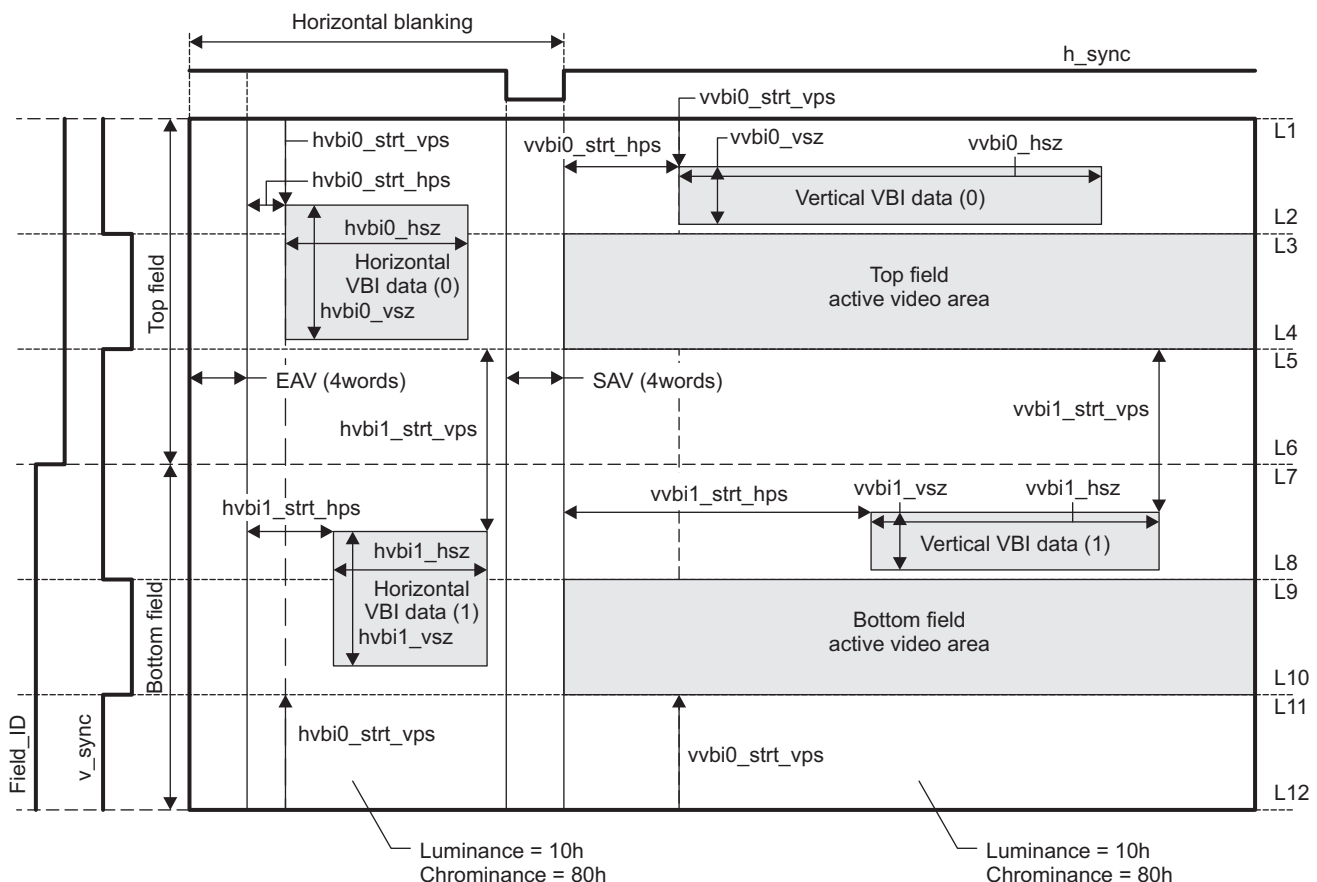 Horizontal blanking
h_sync
vvbi0_strt_vps
L1
hvbi0_strt_vps
vvbi0_strt_hps
vvbi0_vsz
vvbi0_hsz
hvbi0_strt_hps
Vertical VBI data (0)
L2
hvbi0_hsz
L3
Horizontal
VBI data (0)
Top field
active video area
hvbi0_vsz
Top field
L4
L5
EAV (4words)
SAV (4words)
vvbi1_strt_vps
hvbi1_strt_vps
L6
L7
vvbi1_strt_hps
vvbi1_vsz
vvbi1_hsz
hvbi1_strt_hps
Vertical VBI data (1)
hvbi1_hsz
L8
Horizontal
VBI data (1)
L9
Bottom field
active video area
hvbi1_vsz
Bottom field
L10
L11
Field_ID
v_sync
hvbi0_strt_vps
vvbi0_strt_vps
L12
Luminance = 10h
Chrominance = 80h
Luminance = 10h
Chrominance = 80h